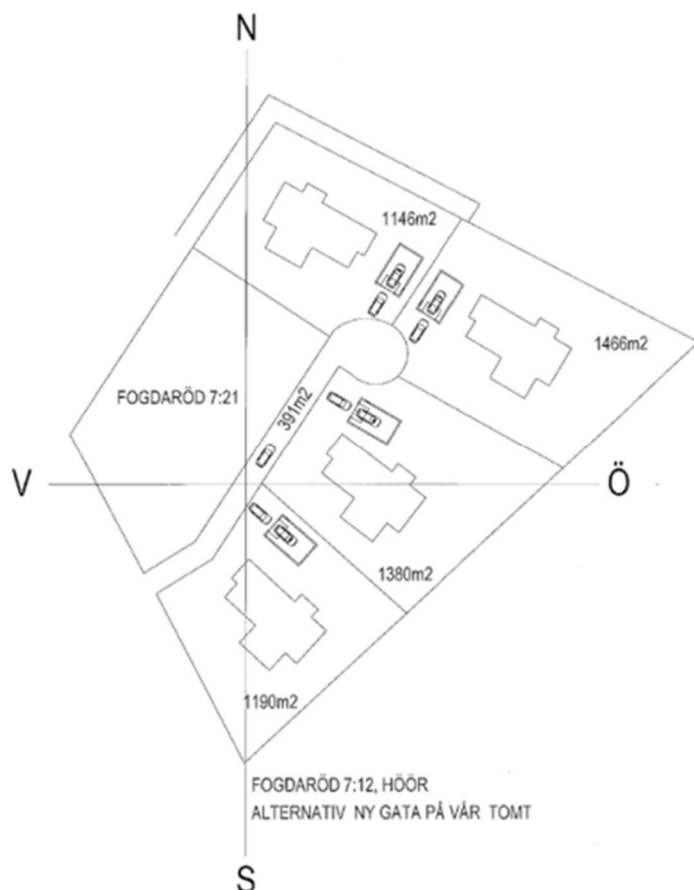 N
1146m2
1466m2
FOGDARÖD 7:21
391m2
V
Ö
1380m2
1190m2
FOGDARÖD 7:12, HÖÖR
ALTERNATIV NY GATA PÅ VÅR TOMT
S